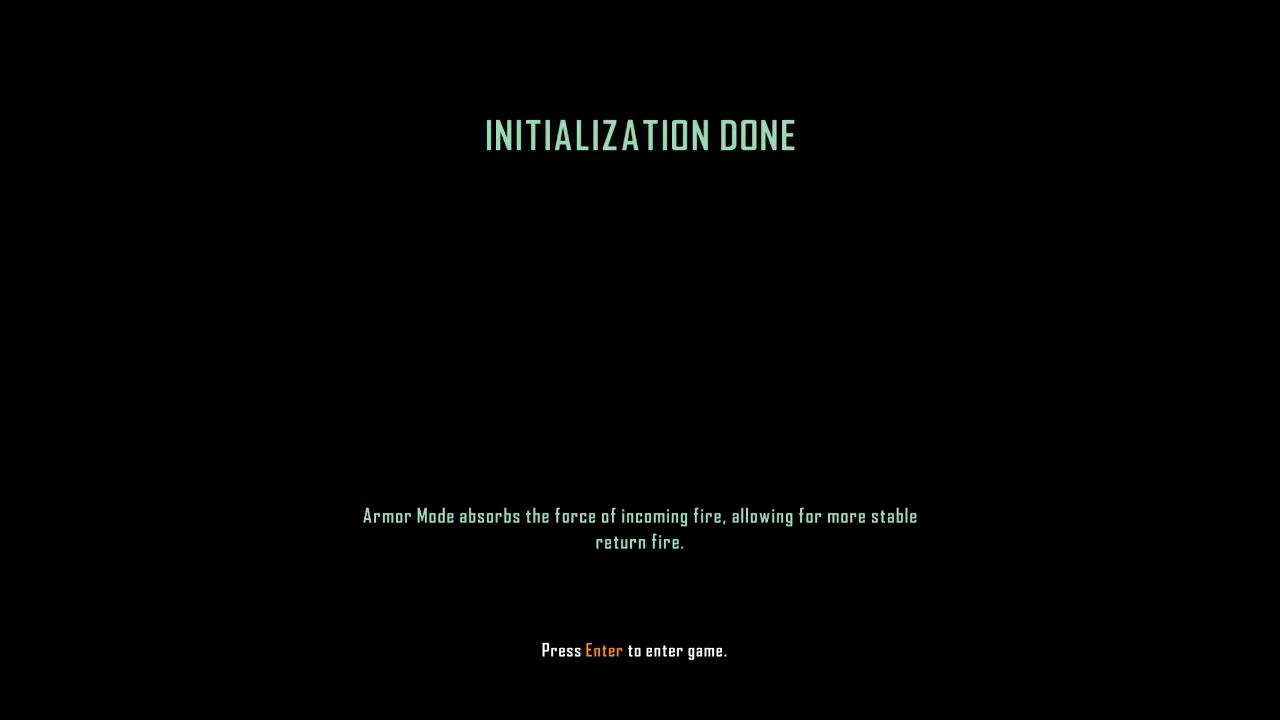 INITIALIZATION DONE
Armor Mode absorbs the force of incoming fire, allowing for more stable
return fire.
Press Enter to enter game.